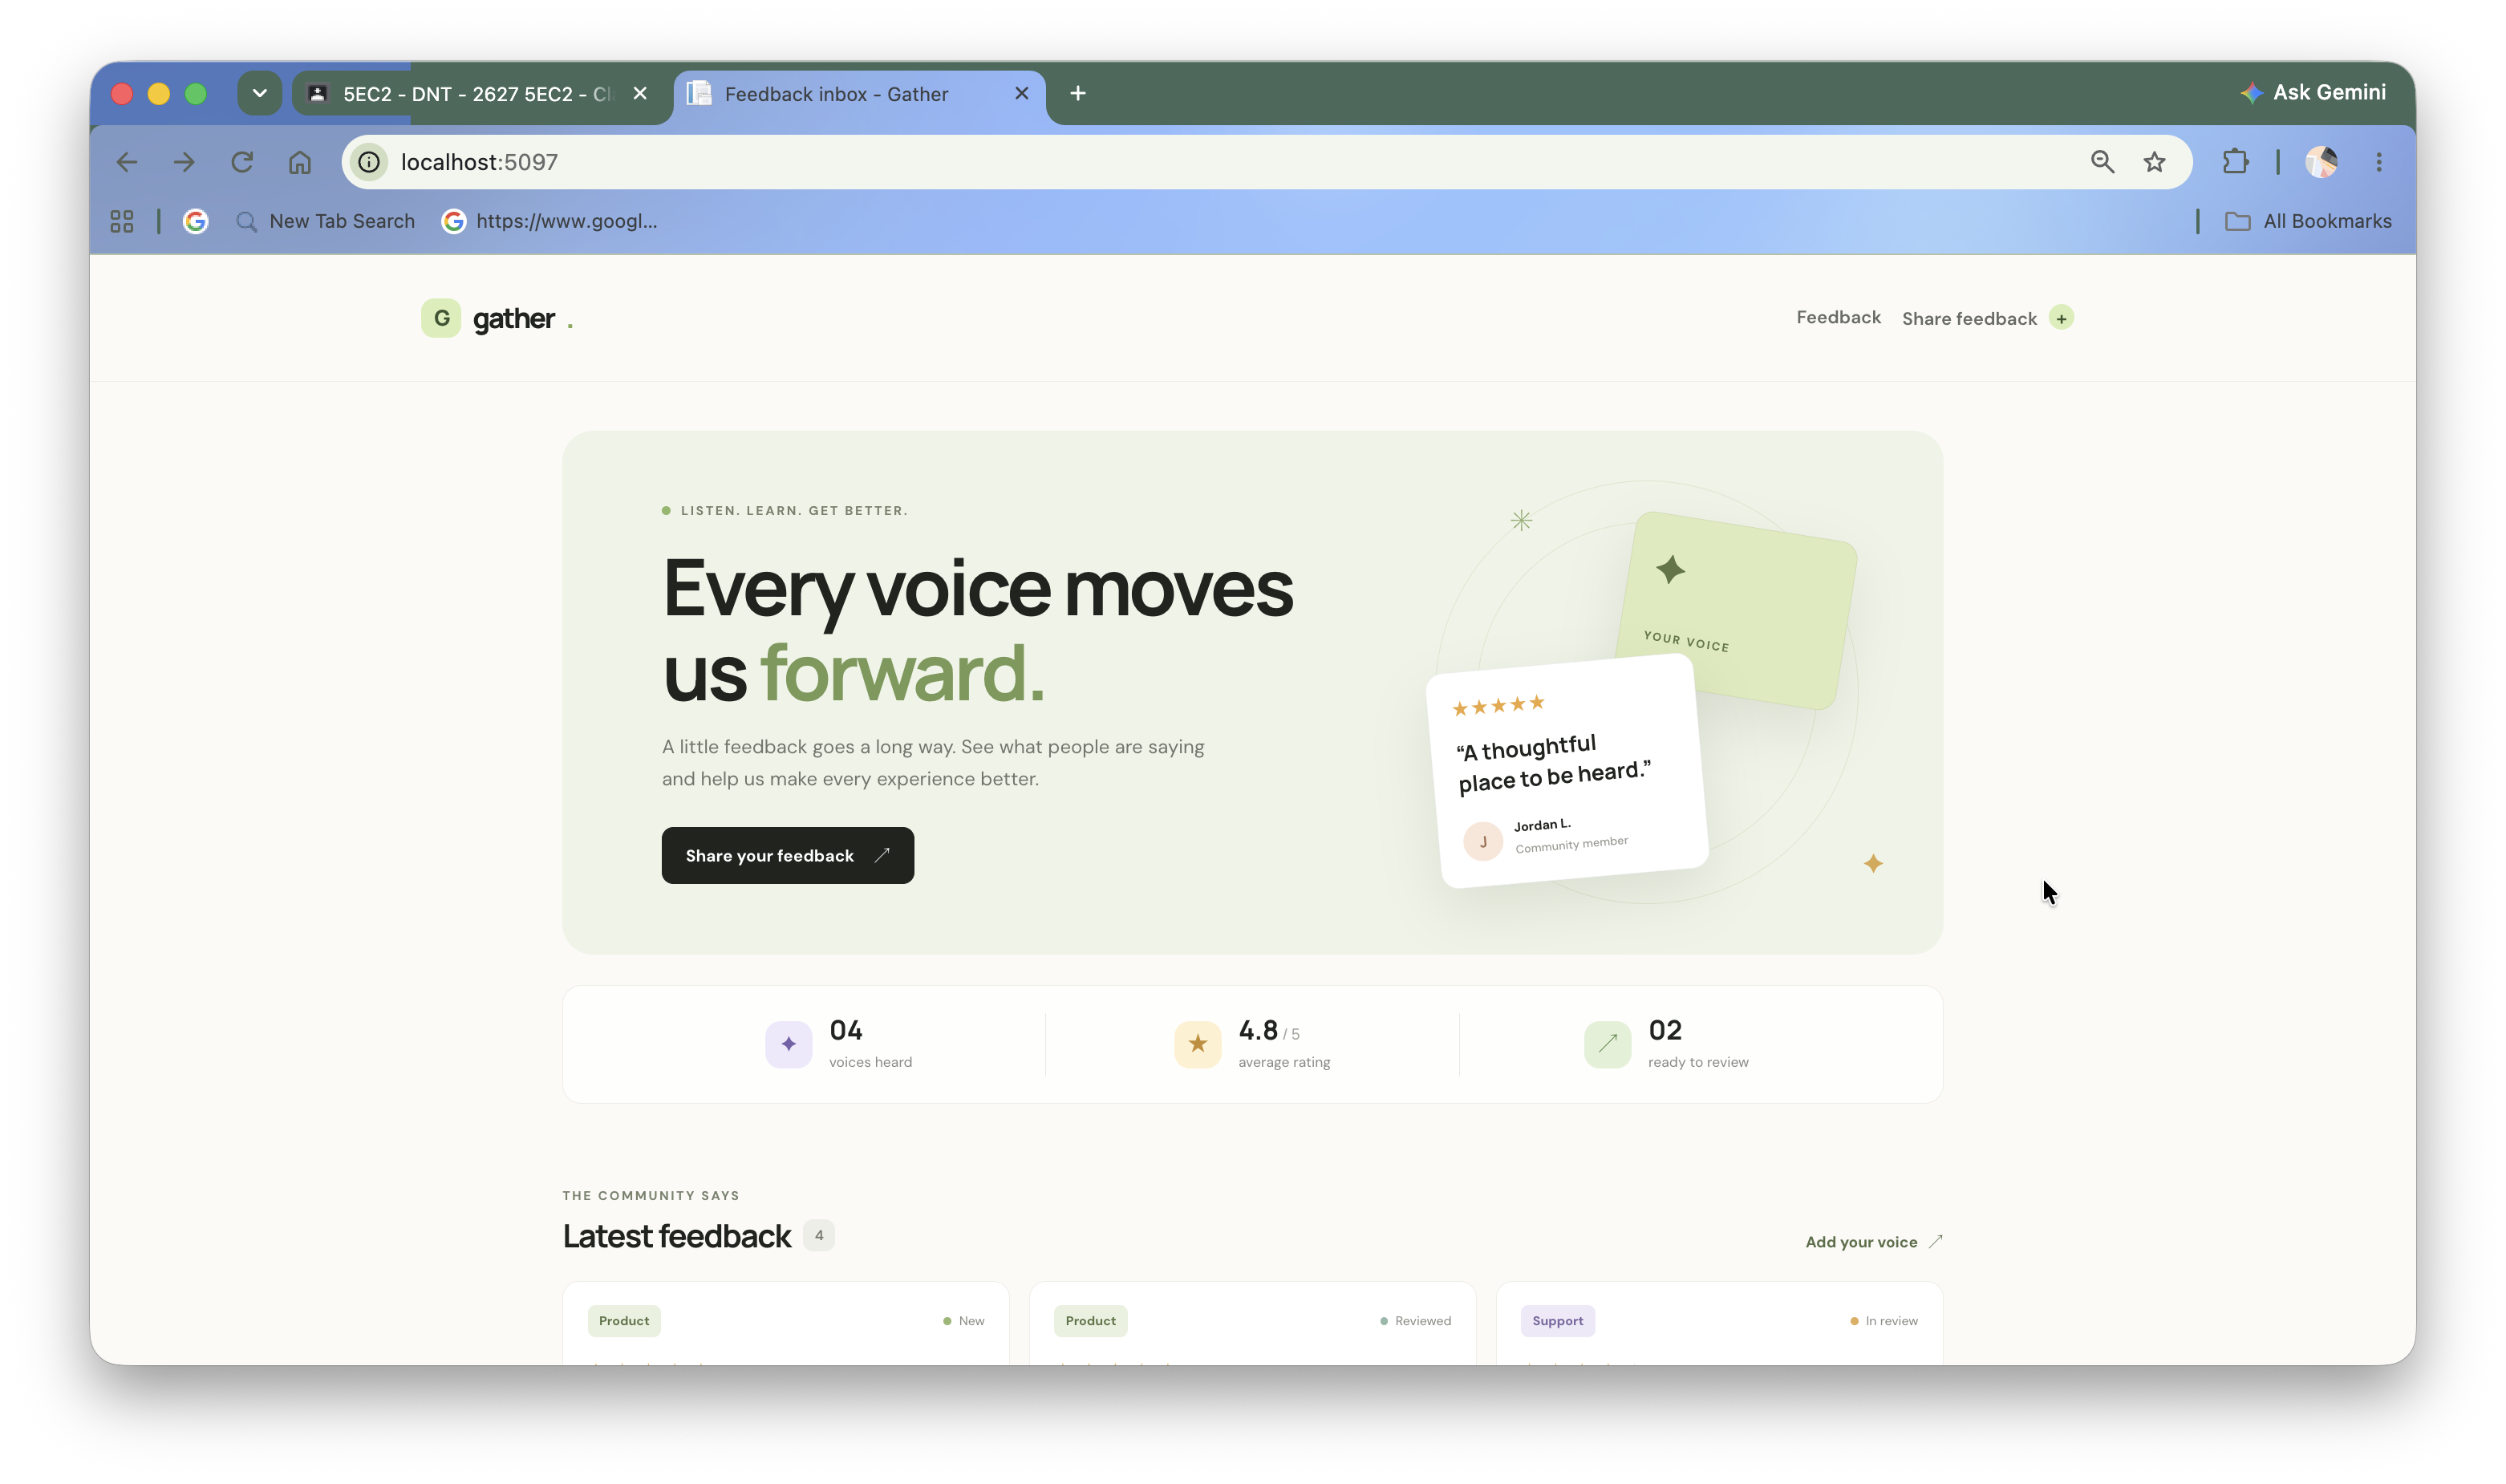 5EC2 - DNT - 2627 5EC2 - Cl
Feedback inbox - Gather
Ask Gemini
localhost:5097
New Tab Search
https://www.googl...
All Bookmarks
G
gather .
Feedback
Share feedback
+
LISTEN. LEARN. GET BETTER.
Every voice moves
us forward.
A little feedback goes a long way. See what people are saying
and help us make every experience better.
Share your feedback
YOUR VOICE
★★★★★
“A thoughtful
place to be heard.”
J
Jordan L.
Community member
04
voices heard
4.8 / 5
average rating
02
ready to review
THE COMMUNITY SAYS
Latest feedback 4
Add your voice
Product
New
Product
Reviewed
Support
In review